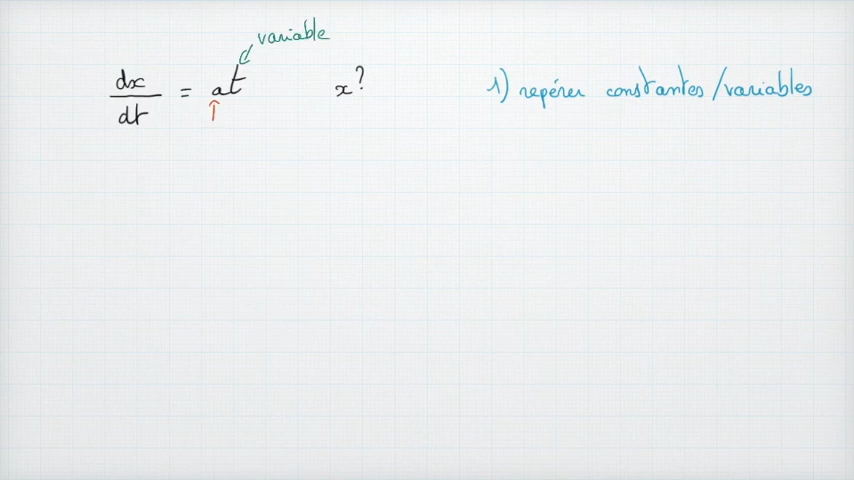 variable
dx/dt = at
x?
1) repérer constantes/variables